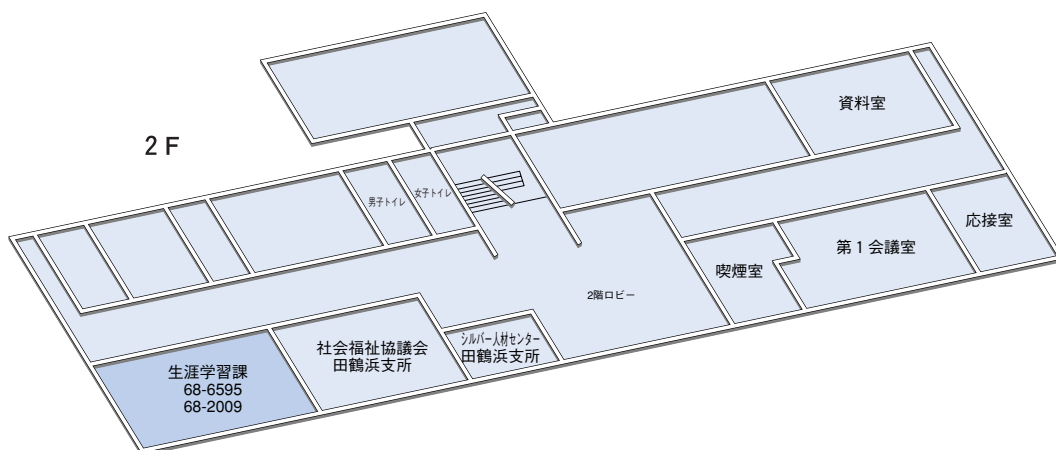 2F
資料室
男子トイレ
女子トイレ
応接室
第1会議室
喫煙室
2階ロビー
シルバー人材センター
田鶴浜支所
社会福祉協議会
田鶴浜支所
生涯学習課
68-6595
68-2009